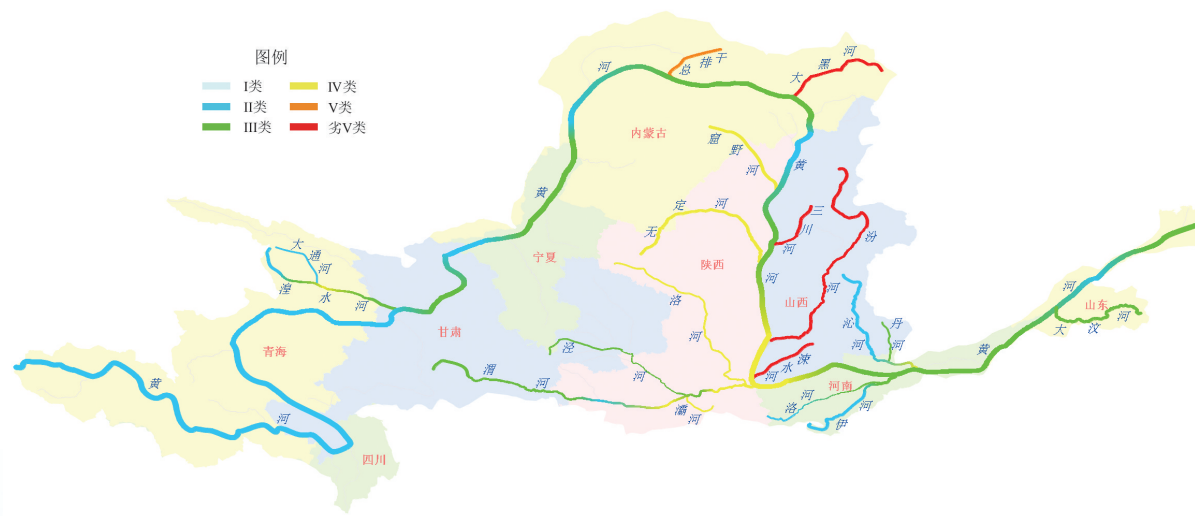 图例
I类
II类
III类
IV类
V类
劣V类
河
总排干
大黑河
内蒙古
窟野河
黄
黄
无定河
三川河
汾河
大通河
宁夏
陕西
湟水河
洛河
河
山西
河
山东
青海
甘肃
沁河
丹河
大汶河
黄
渭河
泾河
涑水河
黄
河南
灞河
洛河
伊河
河
四川